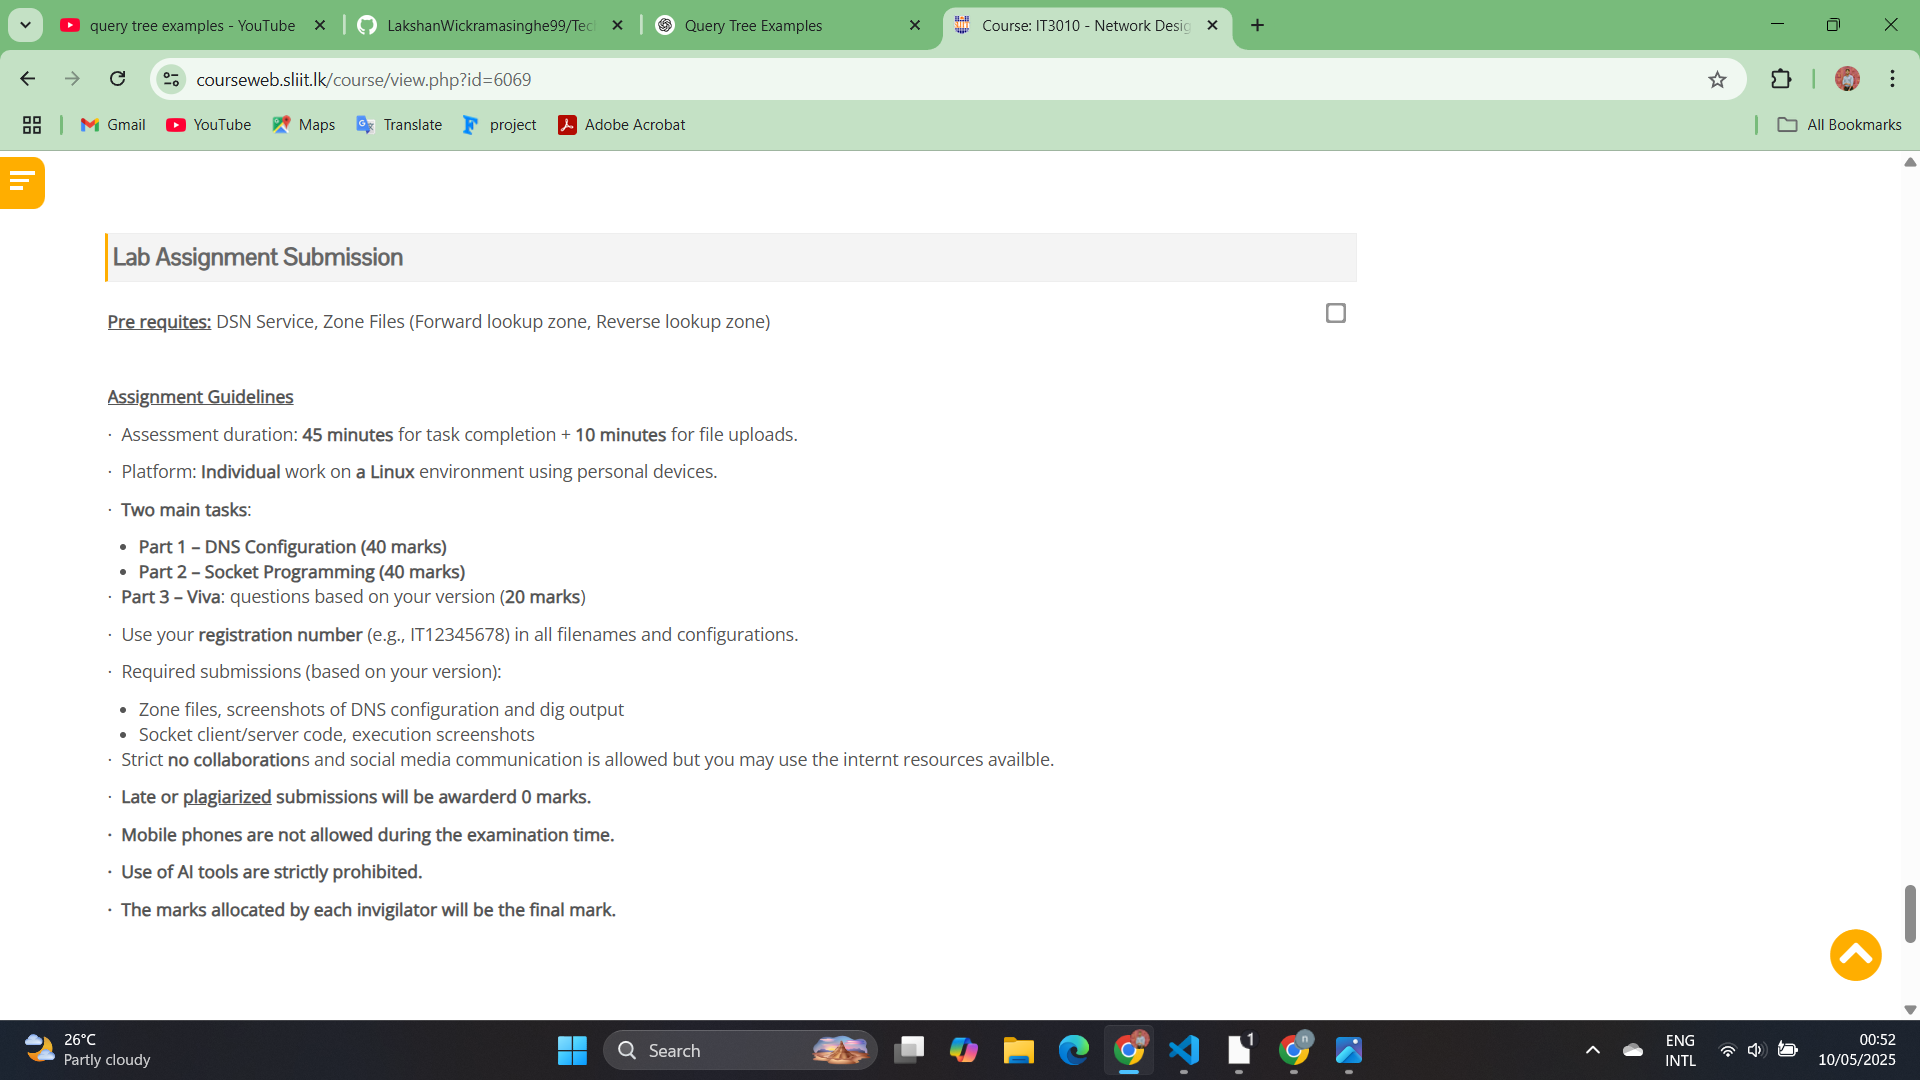 query tree examples - YouTube
LakshanWickramasinghe99/Tec
Query Tree Examples
Course: IT3010 - Network Desig
courseweb.sliit.lk/course/view.php?id=6069
Gmail
YouTube
Maps
Translate
project
Adobe Acrobat
All Bookmarks
Lab Assignment Submission
Pre requites: DSN Service, Zone Files (Forward lookup zone, Reverse lookup zone)
Assignment Guidelines
· Assessment duration: 45 minutes for task completion + 10 minutes for file uploads.
· Platform: Individual work on a Linux environment using personal devices.
· Two main tasks:
• Part 1 – DNS Configuration (40 marks)
• Part 2 – Socket Programming (40 marks)
· Part 3 – Viva: questions based on your version (20 marks)
· Use your registration number (e.g., IT12345678) in all filenames and configurations.
· Required submissions (based on your version):
• Zone files, screenshots of DNS configuration and dig output
• Socket client/server code, execution screenshots
· Strict no collaborations and social media communication is allowed but you may use the internt resources availble.
· Late or plagiarized submissions will be awarderd 0 marks.
· Mobile phones are not allowed during the examination time.
· Use of AI tools are strictly prohibited.
· The marks allocated by each invigilator will be the final mark.
26°C
Partly cloudy
Search
1
n
ENG
INTL
00:52
10/05/2025